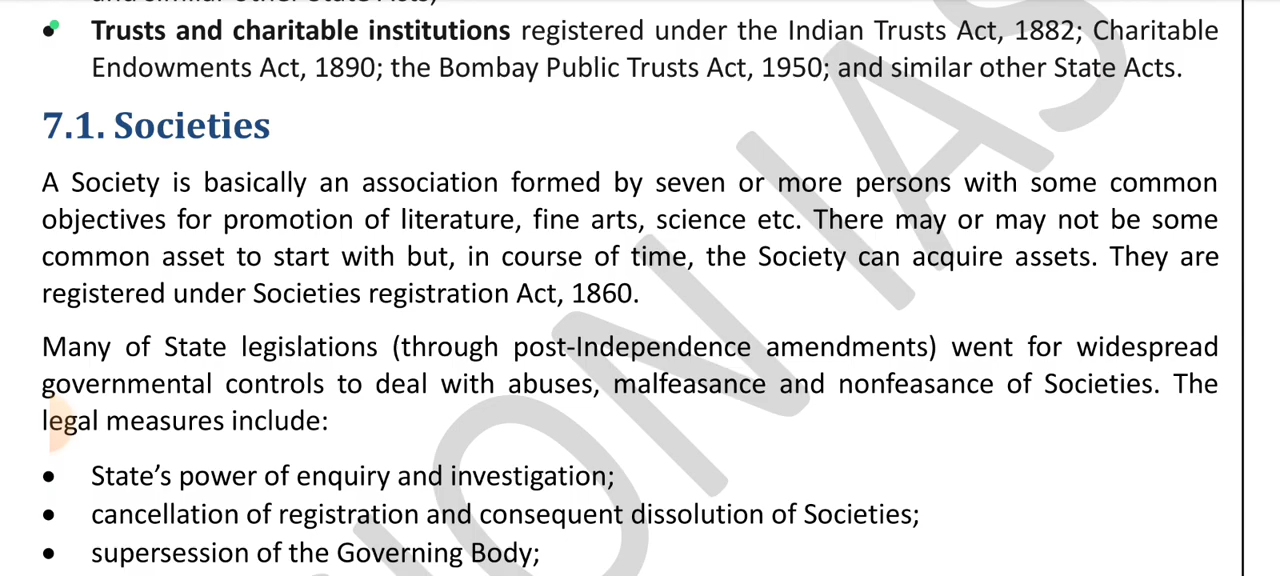 Trusts and charitable institutions registered under the Indian Trusts Act, 1882; Charitable
Endowments Act, 1890; the Bombay Public Trusts Act, 1950; and similar other State Acts.
7.1. Societies
A Society is basically an association formed by seven or more persons with some common
objectives for promotion of literature, fine arts, science etc. There may or may not be some
common asset to start with but, in course of time, the Society can acquire assets. They are
registered under Societies registration Act, 1860.
Many of State legislations (through post-Independence amendments) went for widespread
governmental controls to deal with abuses, malfeasance and nonfeasance of Societies. The
legal measures include:
• State’s power of enquiry and investigation;
• cancellation of registration and consequent dissolution of Societies;
• supersession of the Governing Body;